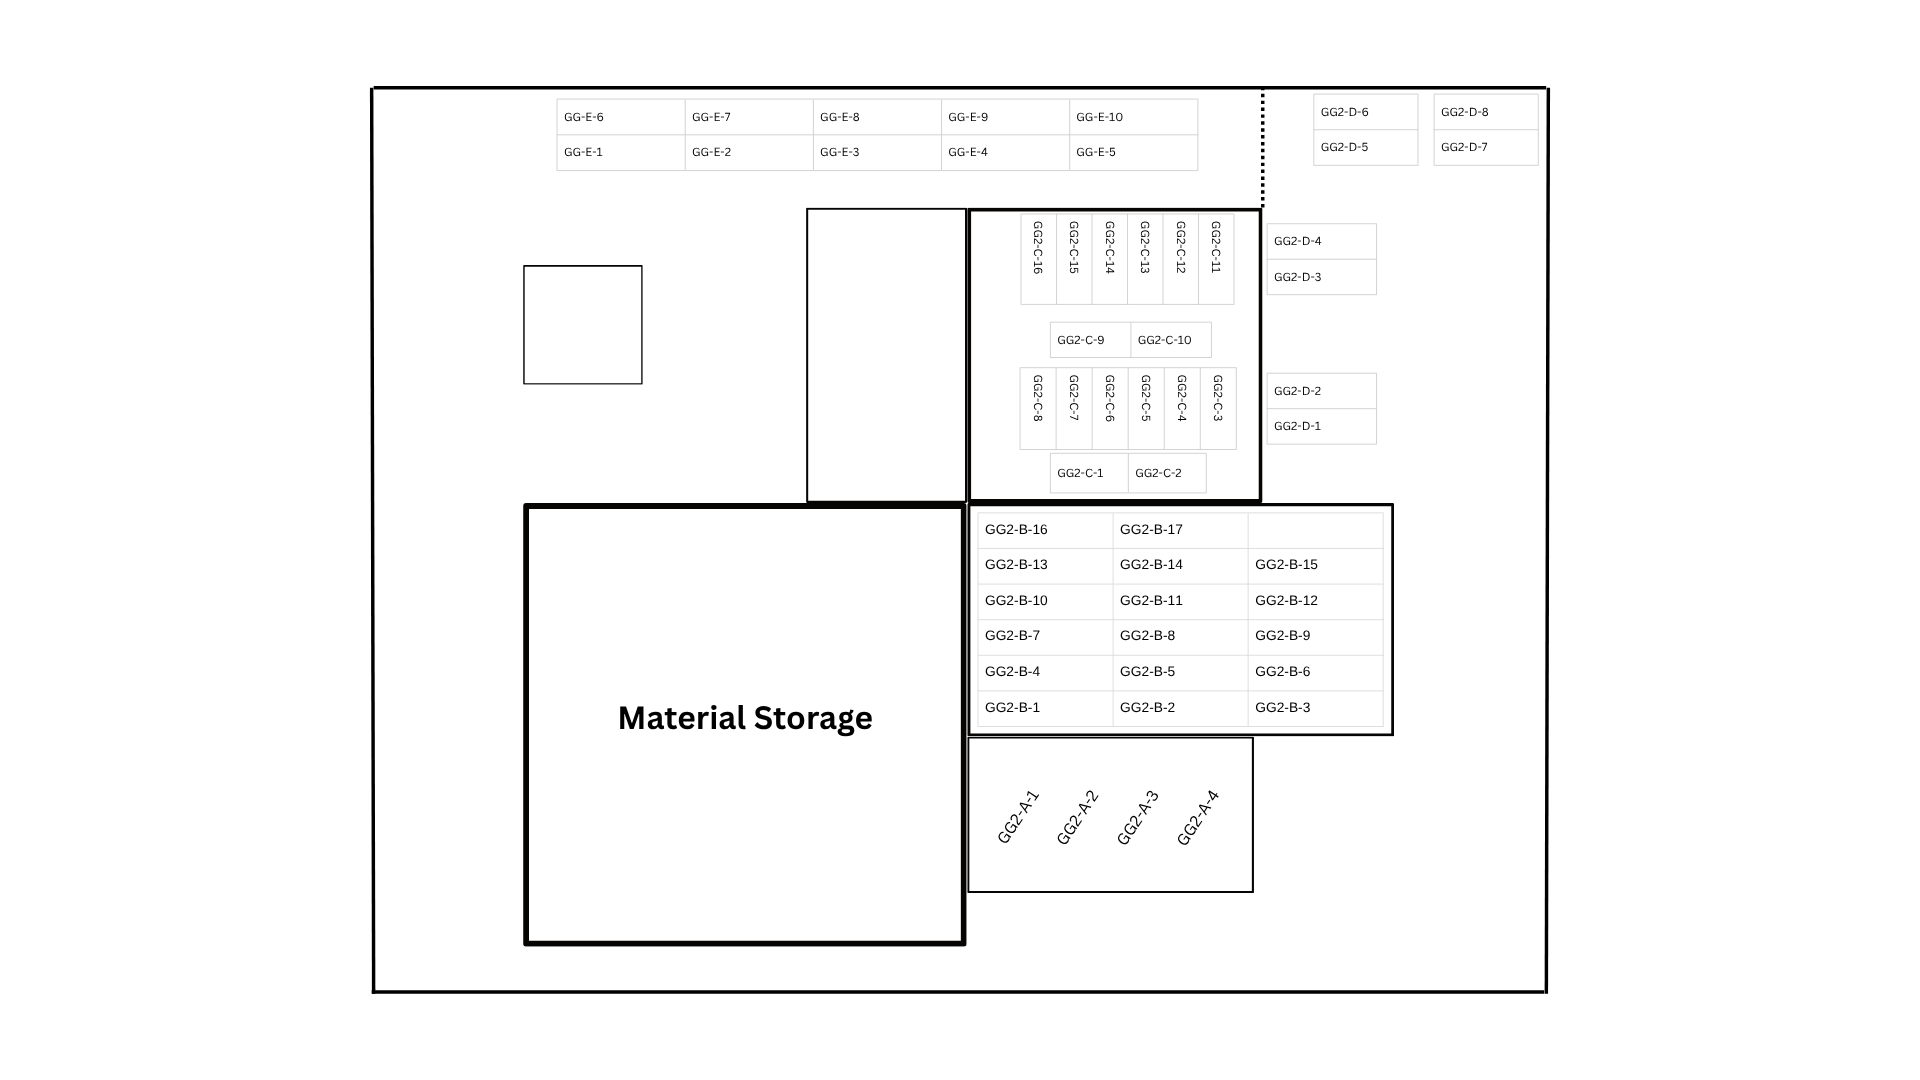 GG-E-6 GG-E-7 GG-E-8 GG-E-9 GG-E-10
GG-E-1 GG-E-2 GG-E-3 GG-E-4 GG-E-5
GG2-D-6 GG2-D-8
GG2-D-5 GG2-D-7
GG2-C-16 GG2-C-15 GG2-C-14 GG2-C-13 GG2-C-12 GG2-C-11
GG2-D-4
GG2-D-3
GG2-C-9 GG2-C-10
GG2-C-8 GG2-C-7 GG2-C-6 GG2-C-5 GG2-C-4 GG2-C-3
GG2-D-2
GG2-D-1
GG2-C-1 GG2-C-2
GG2-B-16 GG2-B-17
GG2-B-13 GG2-B-14 GG2-B-15
GG2-B-10 GG2-B-11 GG2-B-12
GG2-B-7 GG2-B-8 GG2-B-9
GG2-B-4 GG2-B-5 GG2-B-6
GG2-B-1 GG2-B-2 GG2-B-3
Material Storage
GG2-A-1 GG2-A-2 GG2-A-3 GG2-A-4